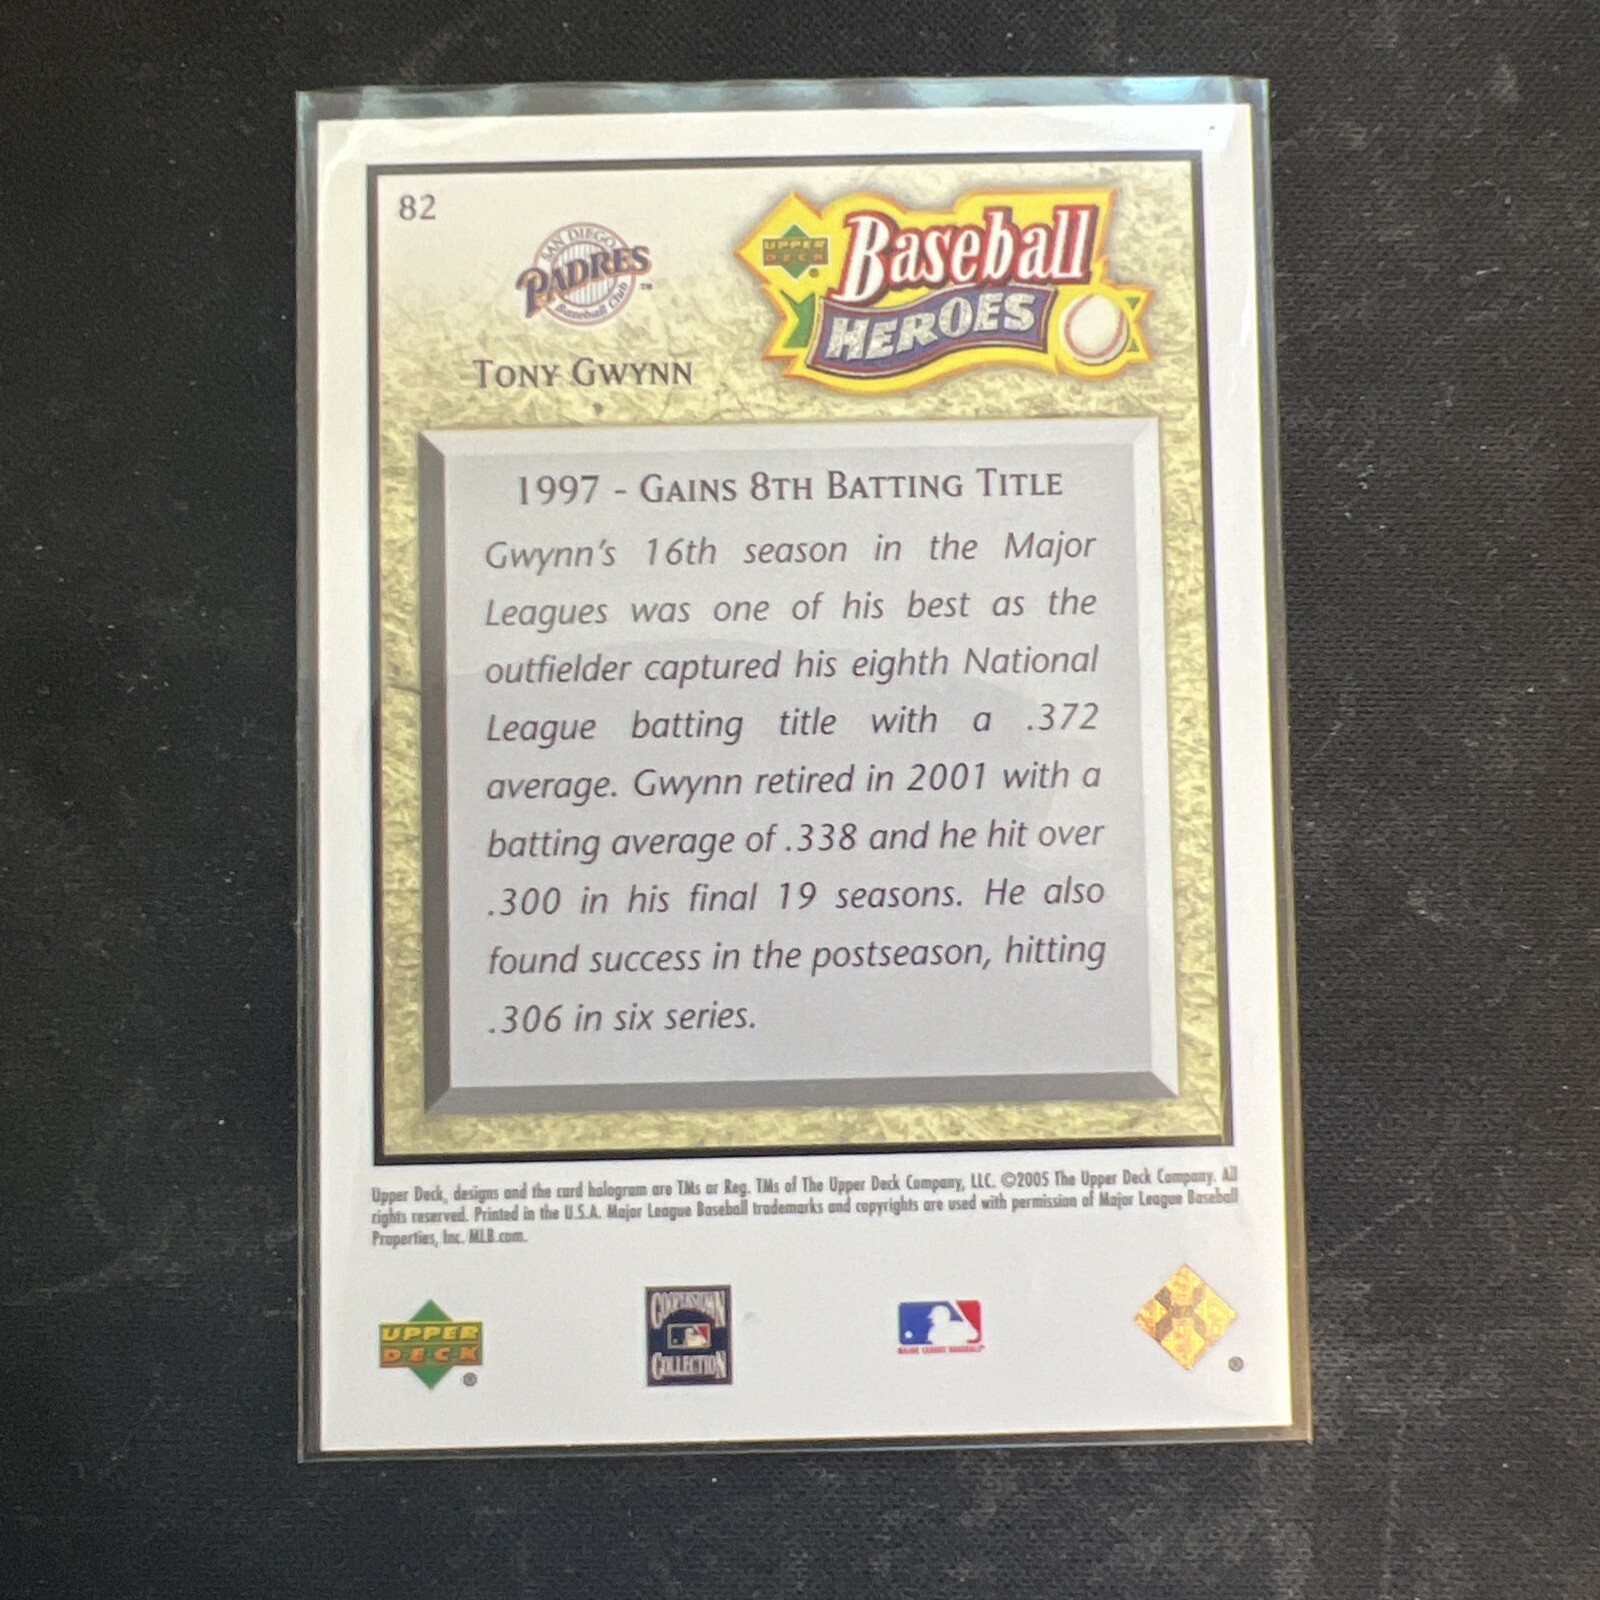 82
SAN DIEGO
PADRES TM
Baseball Club
UPPER
DECK ®
Baseball
HEROES
TONY GWYNN
1997 - GAINS 8TH BATTING TITLE
Gwynn's 16th season in the Major
Leagues was one of his best as the
outfielder captured his eighth National
League batting title with a .372
average. Gwynn retired in 2001 with a
batting average of .338 and he hit over
.300 in his final 19 seasons. He also
found success in the postseason, hitting
.306 in six series.
Upper Deck, designs and the card hologram are TMs or Reg. TMs of The Upper Deck Company, LLC. ©2005 The Upper Deck Company. All
rights reserved. Printed in the U.S.A. Major League Baseball trademarks and copyrights are used with permission of Major League Baseball
Properties, Inc. MLB.com.
UPPER
DECK ®
COOPERSTOWN
COLLECTION
MAJOR LEAGUE BASEBALL
®